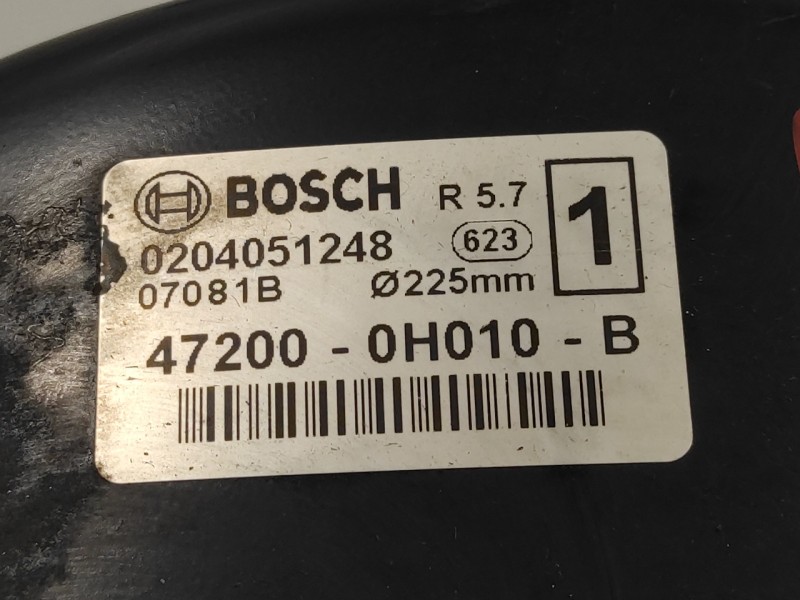 BOSCH R 5.7 1
0204051248 623
07081B Ø225mm
47200 - 0H010 - B